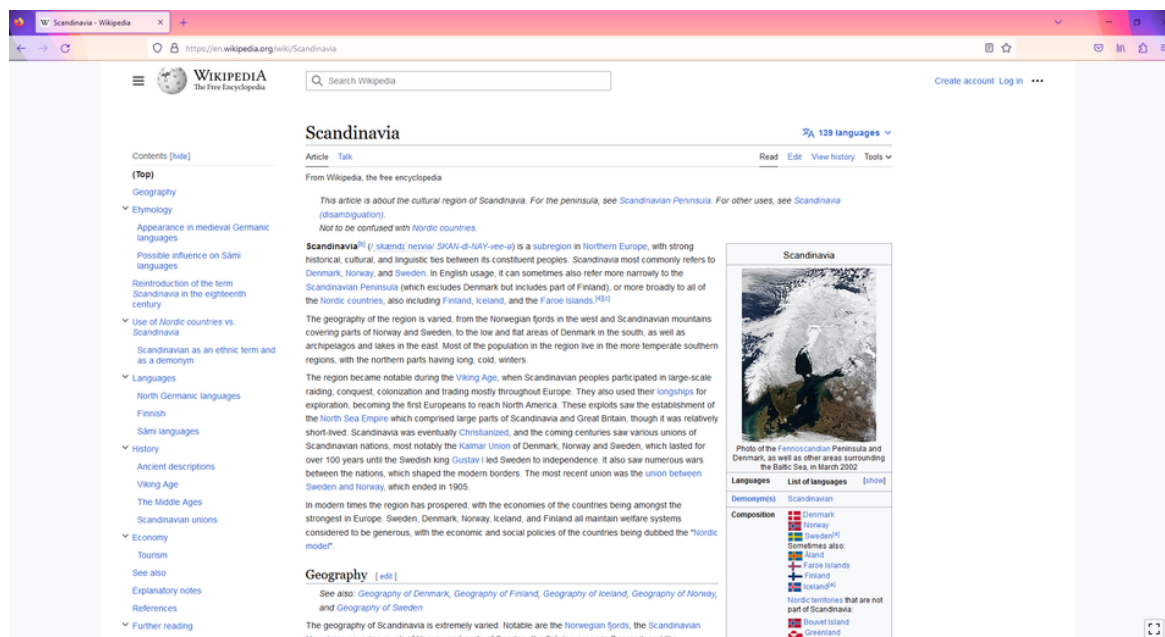 Scandinavia - Wikipedia
https://en.wikipedia.org/wiki/Scandinavia
WIKIPEDIA
The Free Encyclopedia
Search Wikipedia
Create account Log in
Scandinavia
139 languages
Article Talk
Read Edit View history Tools
From Wikipedia, the free encyclopedia
Contents [hide]
(Top)
Geography
Etymology
Appearance in medieval Germanic
languages
Possible influence on Sámi
languages
Reintroduction of the term
Scandinavia in the eighteenth
century
Use of Nordic countries vs.
Scandinavia
Scandinavian as an ethnic term and
as a demonym
Languages
North Germanic languages
Finnish
Sámi languages
History
Ancient descriptions
Viking Age
The Middle Ages
Scandinavian unions
Economy
Tourism
See also
Explanatory notes
References
Further reading
This article is about the cultural region of Scandinavia. For the peninsula, see Scandinavian Peninsula. For other uses, see Scandinavia
(disambiguation).
Not to be confused with Nordic countries.
Scandinavia[b] (/ˌskændɪˈneɪviə/ SKAN-di-NAY-vee-ə) is a subregion in Northern Europe, with strong
historical, cultural, and linguistic ties between its constituent peoples. Scandinavia most commonly refers to
Denmark, Norway, and Sweden. In English usage, it can sometimes also refer more narrowly to the
Scandinavian Peninsula (which excludes Denmark but includes part of Finland), or more broadly to all of
the Nordic countries, also including Finland, Iceland, and the Faroe Islands.[4][c]
The geography of the region is varied, from the Norwegian fjords in the west and Scandinavian mountains
covering parts of Norway and Sweden, to the low and flat areas of Denmark in the south, as well as
archipelagos and lakes in the east. Most of the population in the region live in the more temperate southern
regions, with the northern parts having long, cold, winters.
The region became notable during the Viking Age, when Scandinavian peoples participated in large-scale
raiding, conquest, colonization and trading mostly throughout Europe. They also used their longships for
exploration, becoming the first Europeans to reach North America. These exploits saw the establishment of
the North Sea Empire which comprised large parts of Scandinavia and Great Britain, though it was relatively
short-lived. Scandinavia was eventually Christianized, and the coming centuries saw various unions of
Scandinavian nations, most notably the Kalmar Union of Denmark, Norway and Sweden, which lasted for
over 100 years until the Swedish king Gustav I led Sweden to independence. It also saw numerous wars
between the nations, which shaped the modern borders. The most recent union was the union between
Sweden and Norway, which ended in 1905.
In modern times the region has prospered, with the economies of the countries being amongst the
strongest in Europe. Sweden, Denmark, Norway, Iceland, and Finland all maintain welfare systems
considered to be generous, with the economic and social policies of the countries being dubbed the "Nordic
model".
Geography [edit]
See also: Geography of Denmark, Geography of Finland, Geography of Iceland, Geography of Norway,
and Geography of Sweden
The geography of Scandinavia is extremely varied. Notable are the Norwegian fjords, the Scandinavian
Scandinavia
Photo of the Fennoscandian Peninsula and
Denmark, as well as other areas surrounding
the Baltic Sea, in March 2002
Languages List of languages [show]
Demonym(s) Scandinavian
Composition Denmark
Norway
Sweden[a]
Sometimes also:
Åland
Faroe Islands
Finland
Iceland[a]
Nordic territories that are not
part of Scandinavia:
Bouvet Island
Greenland